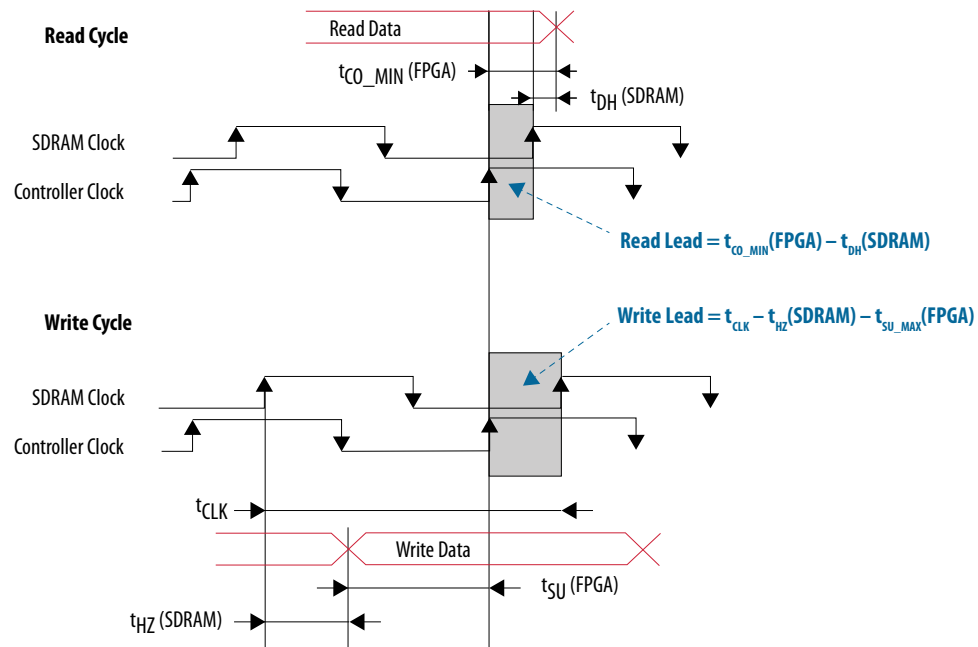 Read Cycle
Read Data
tCO_MIN (FPGA)
tDH (SDRAM)
SDRAM Clock
Controller Clock
Read Lead = tCO_MIN(FPGA) – tDH(SDRAM)
Write Cycle
Write Lead = tCLK – tHZ(SDRAM) – tSU_MAX(FPGA)
SDRAM Clock
Controller Clock
tCLK
Write Data
tSU (FPGA)
tHZ (SDRAM)